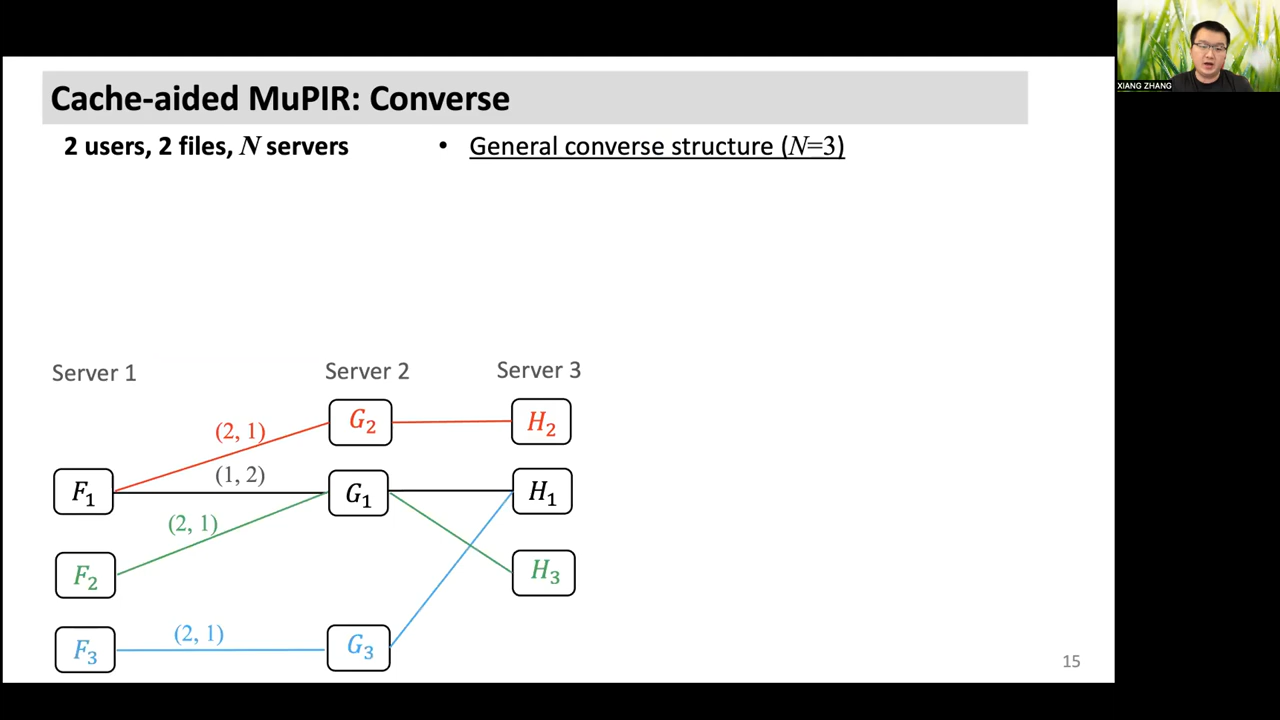 Cache-aided MuPIR: Converse
2 users, 2 files, N servers
• General converse structure (N=3)
XIANG ZHANG
Server 1
Server 2
Server 3
G₂
H₂
(2, 1)
(1, 2)
F₁
G₁
H₁
(2, 1)
F₂
H₃
(2, 1)
F₃
G₃
15